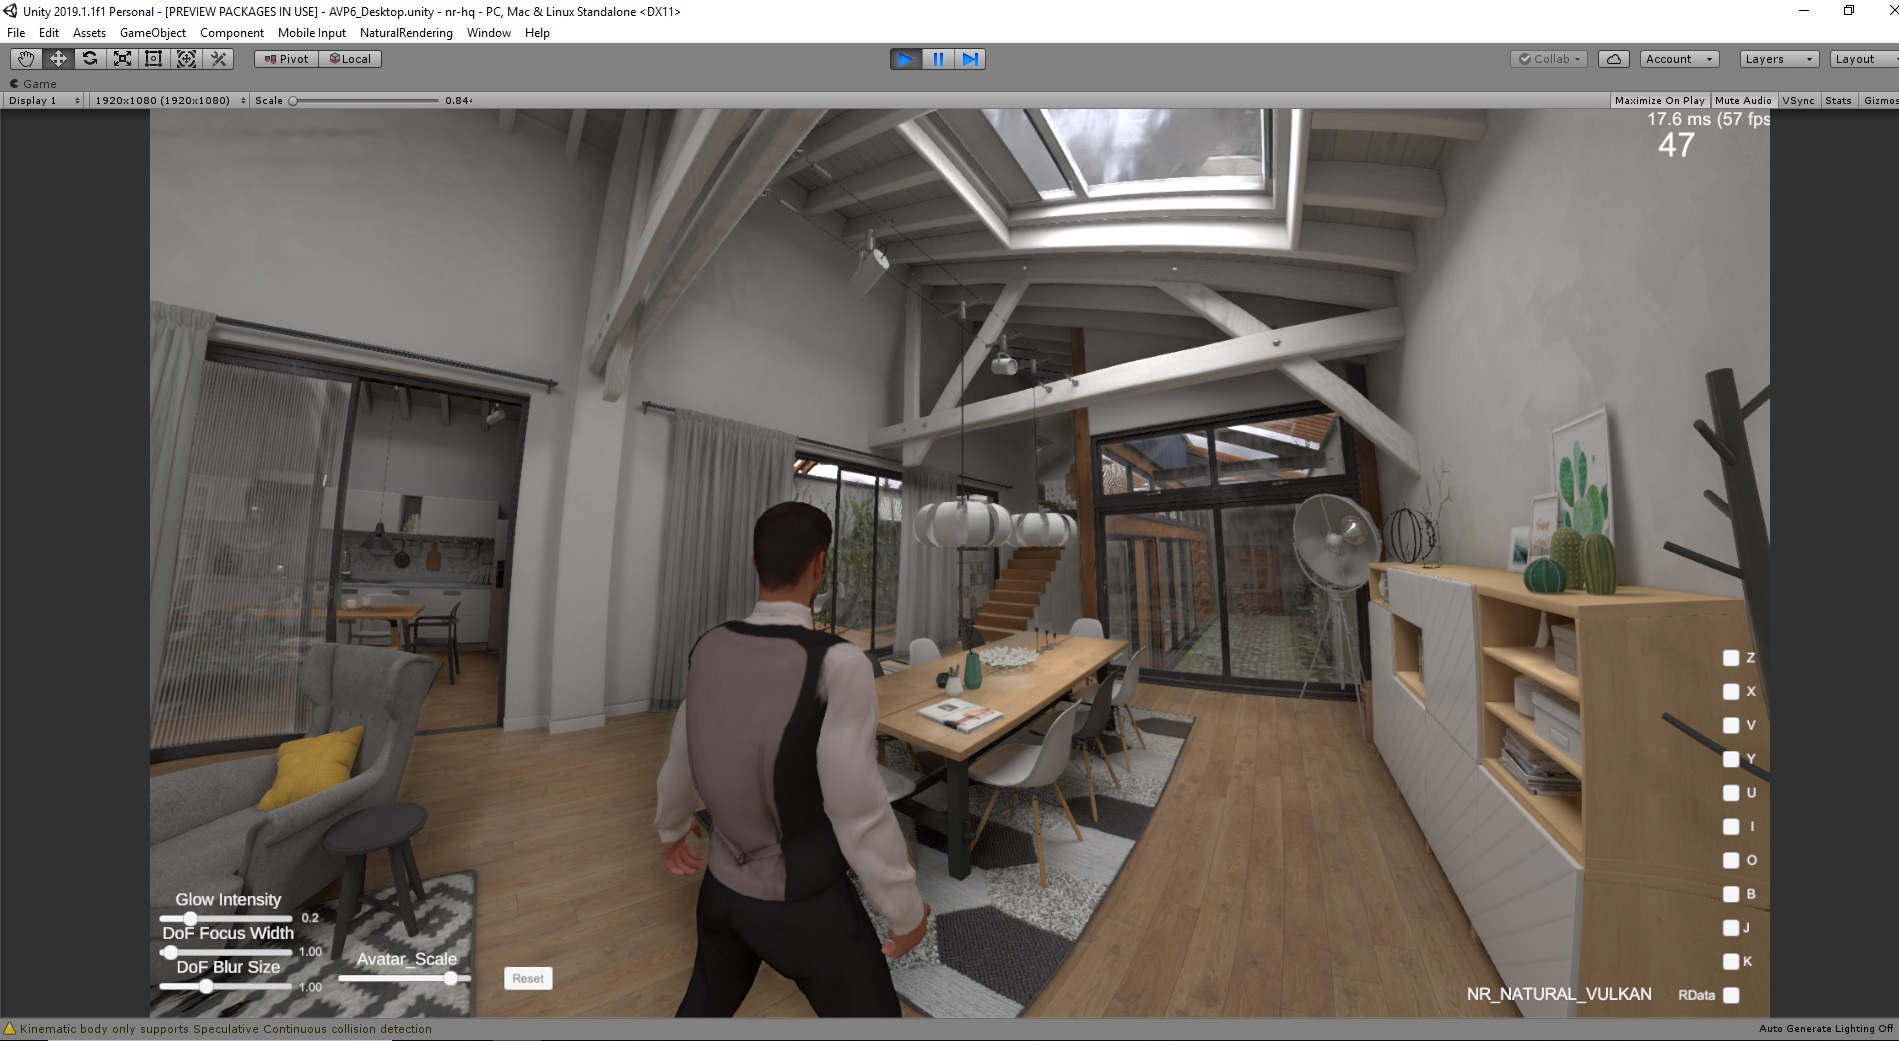 Unity 2019.1.1f1 Personal - [PREVIEW PACKAGES IN USE] - AVP6_Desktop.unity - nr-hq - PC, Mac & Linux Standalone <DX11>
File Edit Assets GameObject Component Mobile Input NaturalRendering Window Help
Pivot Local Collab Account Layers Layout
Game
Display 1 1920x1080 (1920x1080) Scale 0.84 Maximize On Play Mute Audio VSync Stats Gizmos
17.6 ms (57 fps
47
Z
X
V
Y
U
I
O
B
J
K
Glow Intensity
0.2
DoF Focus Width
1.00
DoF Blur Size
1.00
Avatar_Scale
Reset
NR_NATURAL_VULKAN RData
Kinematic body only supports Speculative Continuous collision detection
Auto Generate Lighting Off